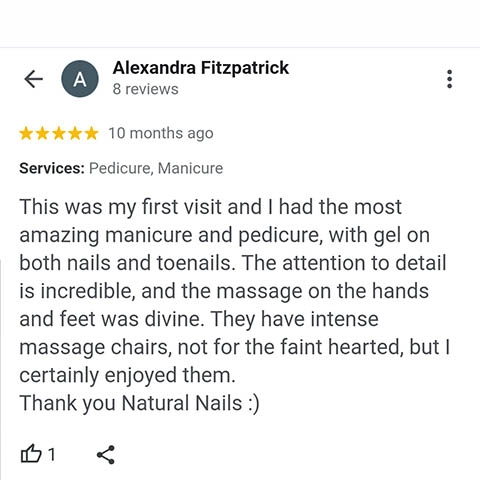 A
Alexandra Fitzpatrick
8 reviews
10 months ago
Services: Pedicure, Manicure
This was my first visit and I had the most
amazing manicure and pedicure, with gel on
both nails and toenails. The attention to detail
is incredible, and the massage on the hands
and feet was divine. They have intense
massage chairs, not for the faint hearted, but I
certainly enjoyed them.
Thank you Natural Nails :)
1